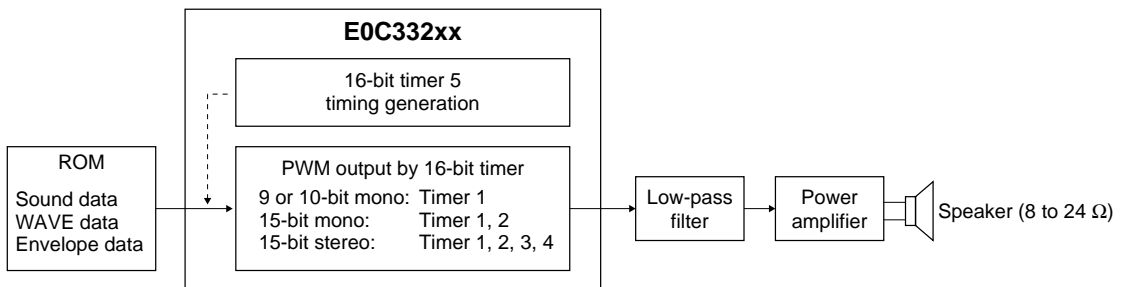 E0C332xx
16-bit timer 5
timing generation
ROM
Sound data
WAVE data
Envelope data
PWM output by 16-bit timer
9 or 10-bit mono: Timer 1
15-bit mono: Timer 1, 2
15-bit stereo: Timer 1, 2, 3, 4
Low-pass
filter
Power
amplifier
Speaker (8 to 24 Ω)